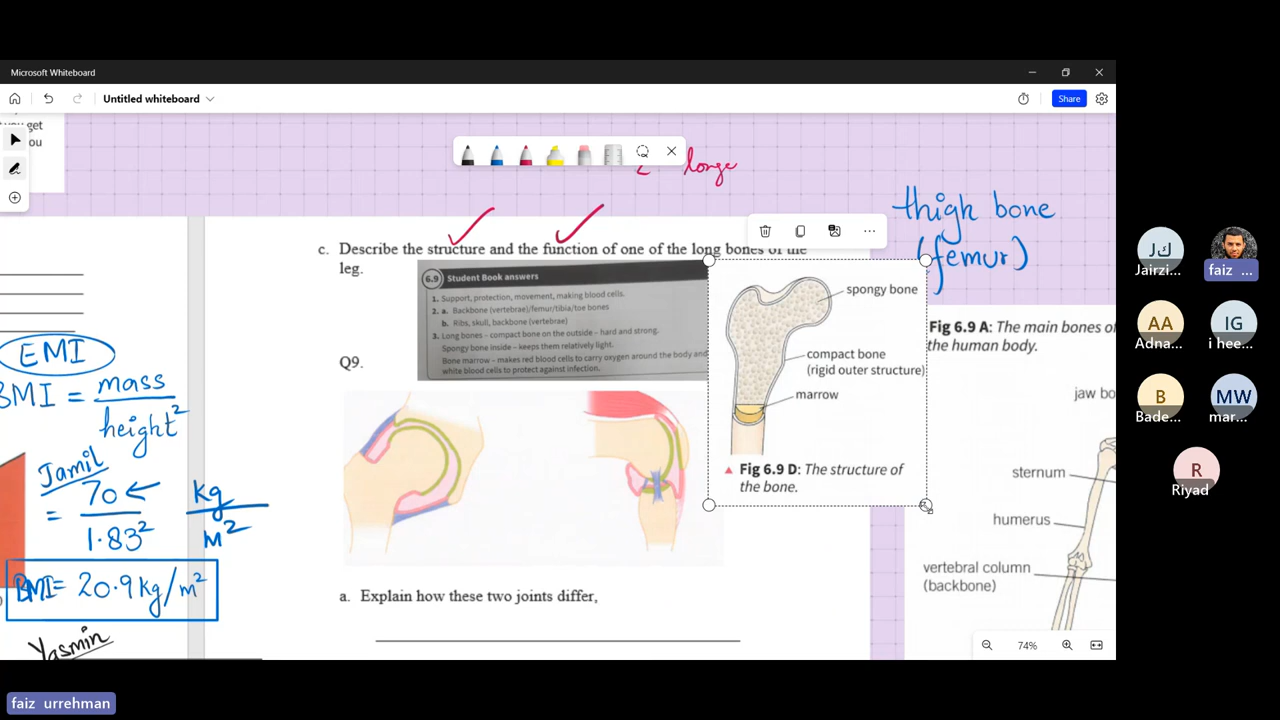 Microsoft Whiteboard
Untitled whiteboard
Share
you get
ou
longe
thigh bone
(femur)
c. Describe the structure and the function of one of the long bones of the
leg.
6.9 Student Book answers
1. Support, protection, movement, making blood cells.
2. a. Backbone (vertebrae)/femur/tibia/toe bones
b. Ribs, skull, backbone (vertebrae)
3. Long bones – compact bone on the outside – hard and strong.
Spongy bone inside – keeps them relatively light.
Bone marrow – makes red blood cells to carry oxygen around the body and
white blood cells to protect against infection.
spongy bone
compact bone
(rigid outer structure)
marrow
Fig 6.9 D: The structure of
the bone.
Fig 6.9 A: The main bones of
the human body.
jaw bo
sternum
humerus
vertebral column
(backbone)
EMI
BMI = mass
height²
Jamil
= 70
1.83²
kg
m²
BMI= 20.9 kg/m²
Yasmin
Q9.
a. Explain how these two joints differ,
74%
Jairzi...
faiz ...
AA
Adna...
IG
i hee...
B
Bade...
MW
mar...
R
Riyad
faiz urrehman